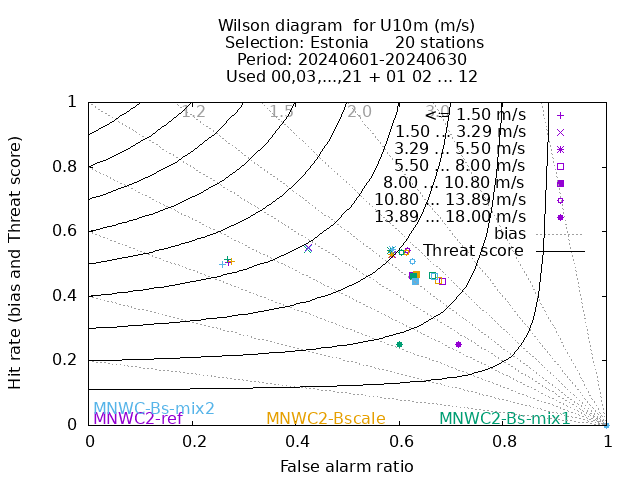 Wilson diagram  for U10m (m/s)
Selection: Estonia     20 stations
Period: 20240601-20240630
Used 00,03,...,21 + 01 02 ... 12
Hit rate (bias and Threat score)
1
0.8
0.6
0.4
0.2
0
1.2
1.5
2.0
3.0
<= 1.50 m/s
1.50 ... 3.29 m/s
3.29 ... 5.50 m/s
5.50 ... 8.00 m/s
8.00 ... 10.80 m/s
10.80 ... 13.89 m/s
13.89 ... 18.00 m/s
bias
Threat score
MNWC-Bs-mix2
MNWC2-ref
MNWC2-Bscale
MNWC2-Bs-mix1
0 0.2 0.4 0.6 0.8 1
False alarm ratio